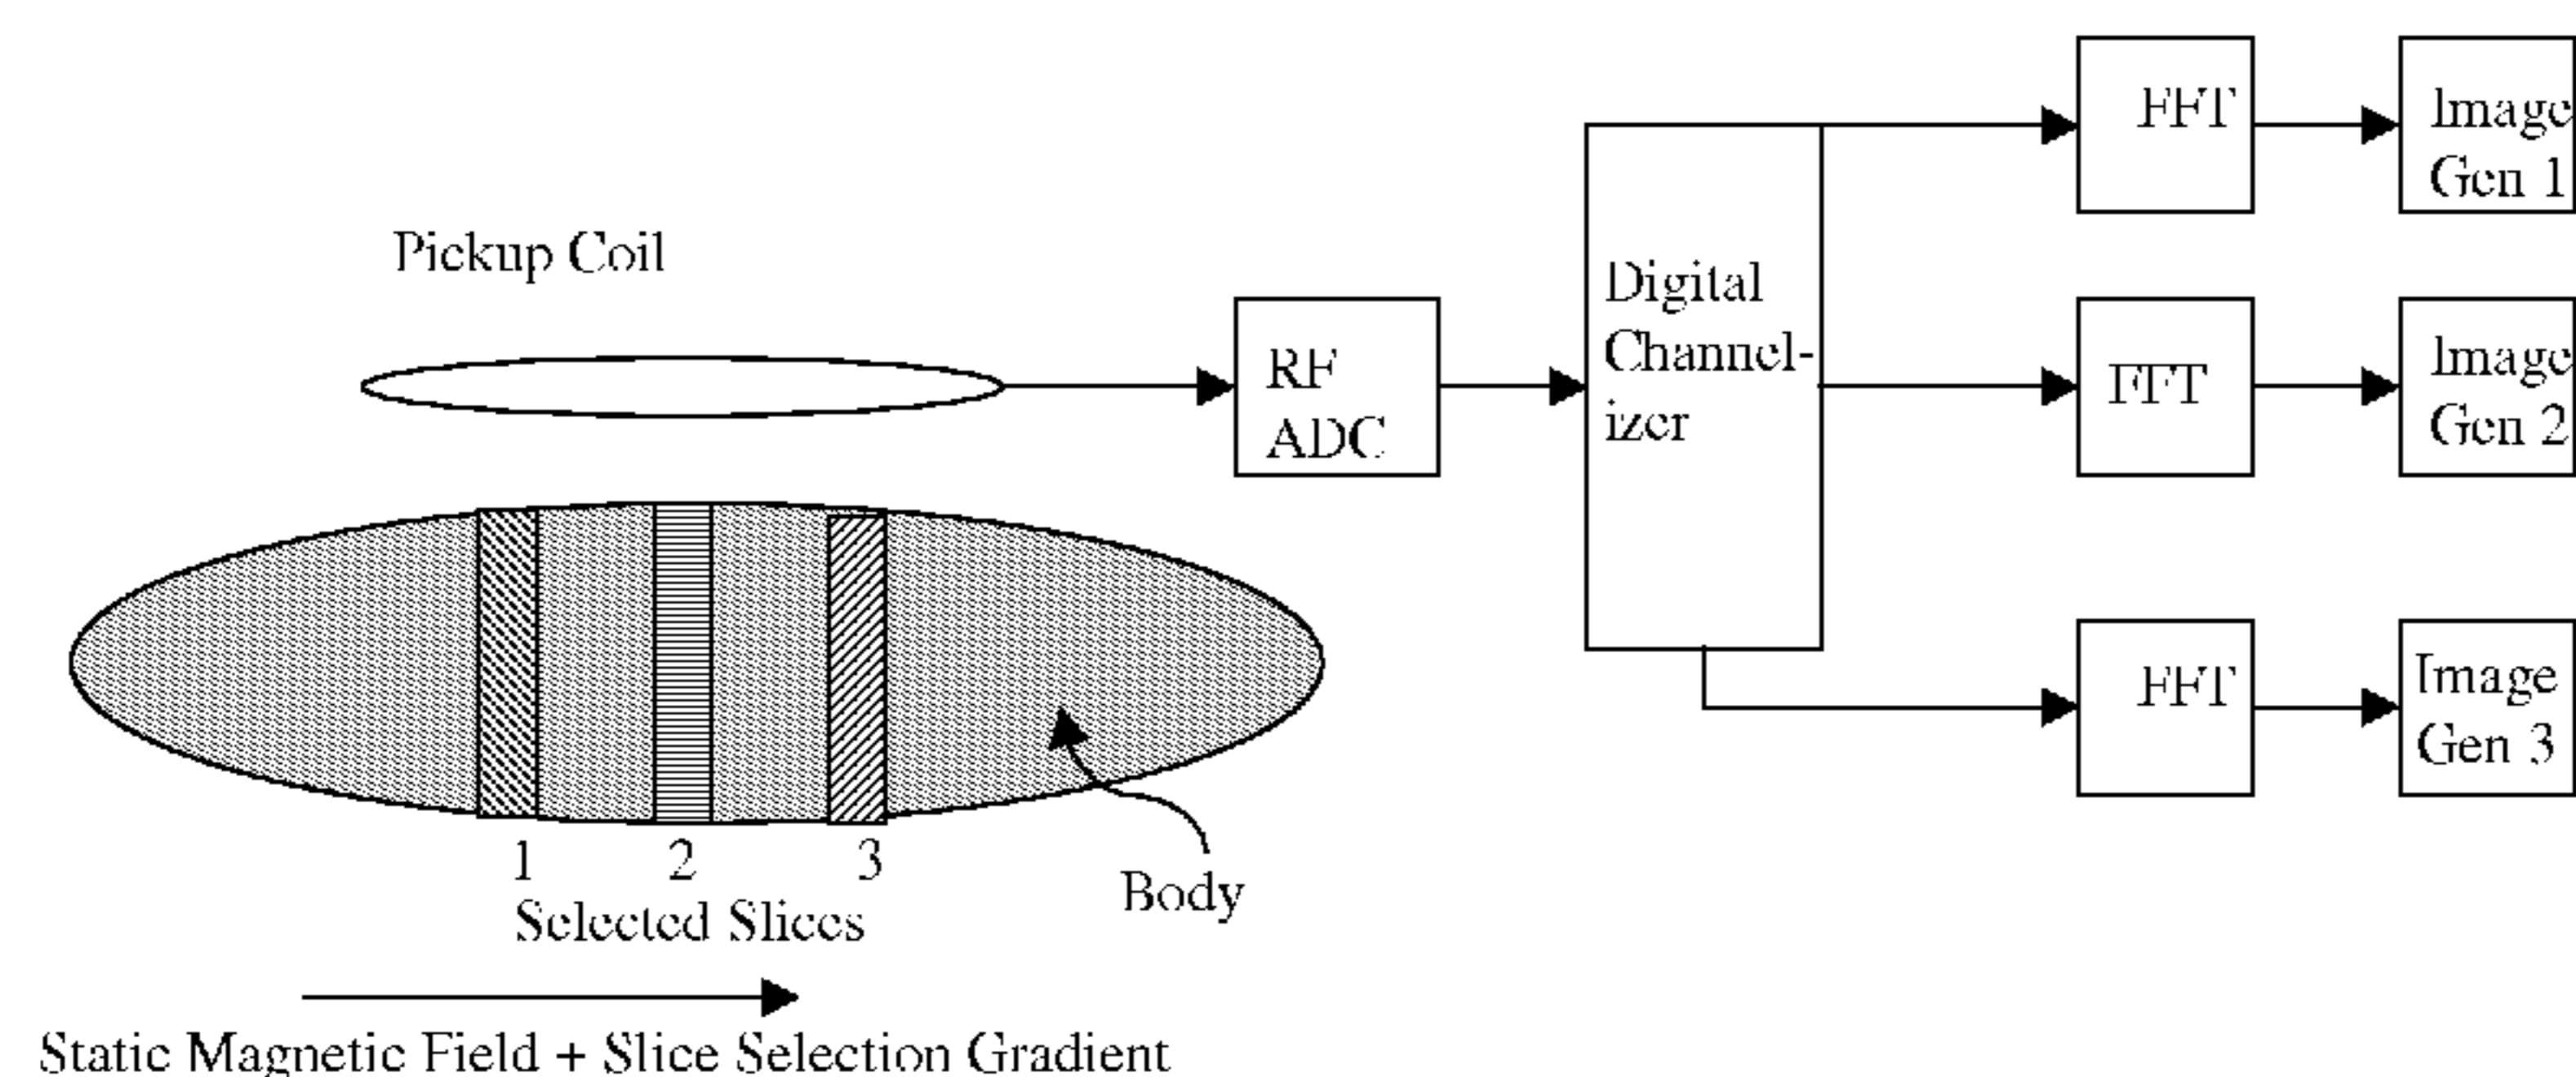 Pickup Coil
RF
ADC
Digital
Channel-
izer
FFT
Image
Gen 1
FFT
Image
Gen 2
FFT
Image
Gen 3
1 2 3
Selected Slices
Body
Static Magnetic Field + Slice Selection Gradient